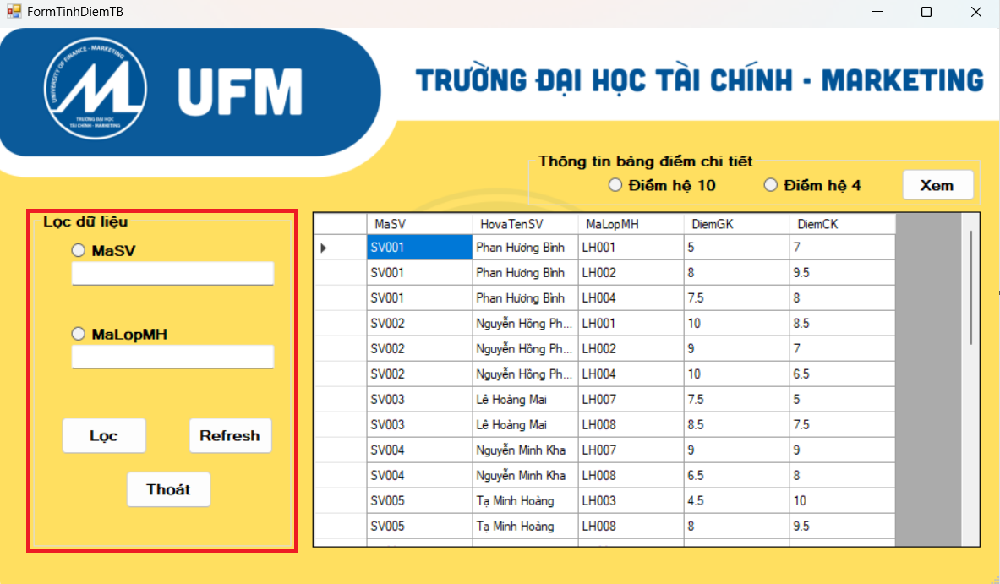 FormTinhDiemTB
UNIVERSITY OF FINANCE - MARKETING
TRƯỜNG ĐẠI HỌC
TÀI CHÍNH - MARKETING
UFM
TRƯỜNG ĐẠI HỌC TÀI CHÍNH - MARKETING
Thông tin bảng điểm chi tiết
Điểm hệ 10 Điểm hệ 4 Xem
Lọc dữ liệu
MaSV
MaLopMH
Lọc Refresh
Thoát
MaSV HovaTenSV MaLopMH DiemGK DiemCK
SV001 Phan Hương Bình LH001 5 7
SV001 Phan Hương Bình LH002 8 9.5
SV001 Phan Hương Bình LH004 7.5 8
SV002 Nguyễn Hồng Ph... LH001 10 8.5
SV002 Nguyễn Hồng Ph... LH002 9 7
SV002 Nguyễn Hồng Ph... LH004 10 6.5
SV003 Lê Hoàng Mai LH007 7.5 5
SV003 Lê Hoàng Mai LH008 8.5 7.5
SV004 Nguyễn Minh Kha LH007 9 9
SV004 Nguyễn Minh Kha LH008 6.5 8
SV005 Tạ Minh Hoàng LH003 4.5 10
SV005 Tạ Minh Hoàng LH008 8 9.5